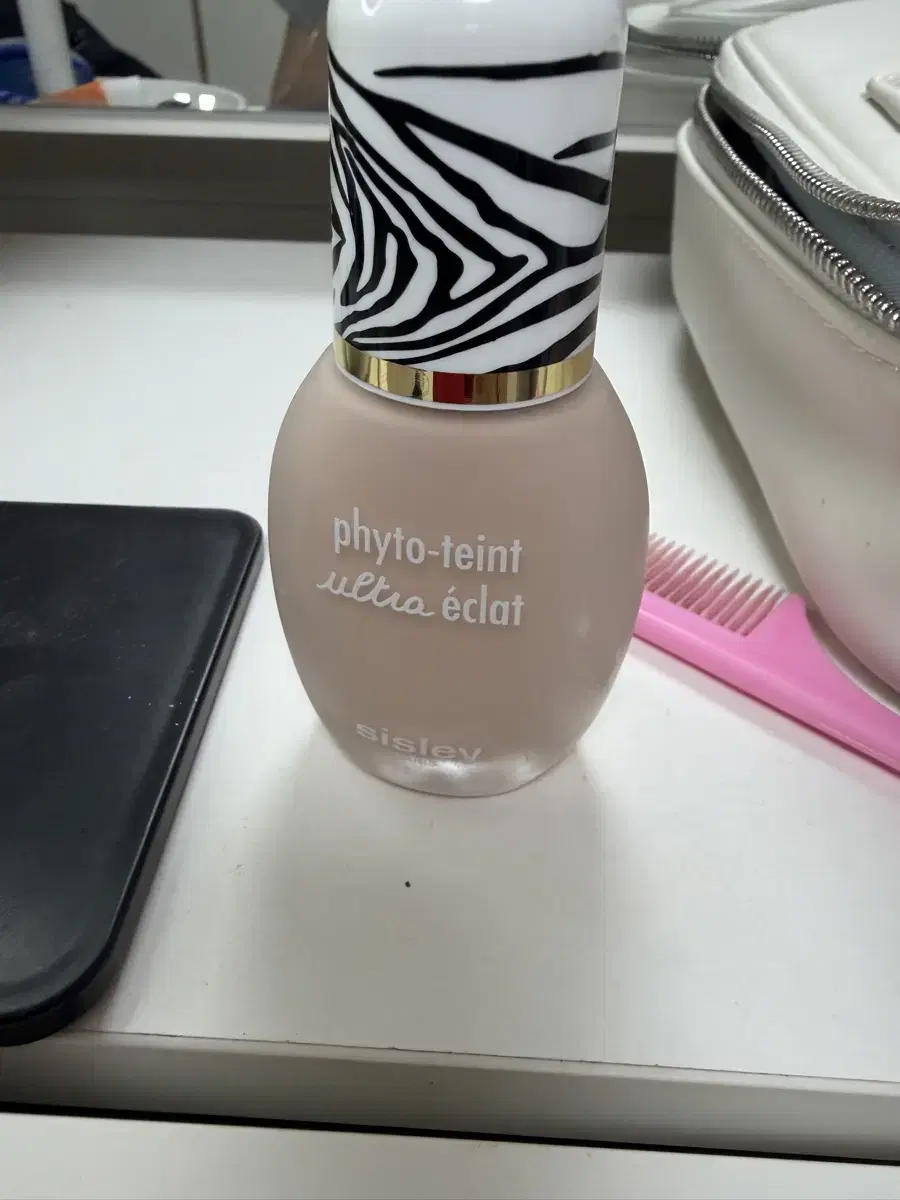 phyto-teint
ultra éclat
sisley